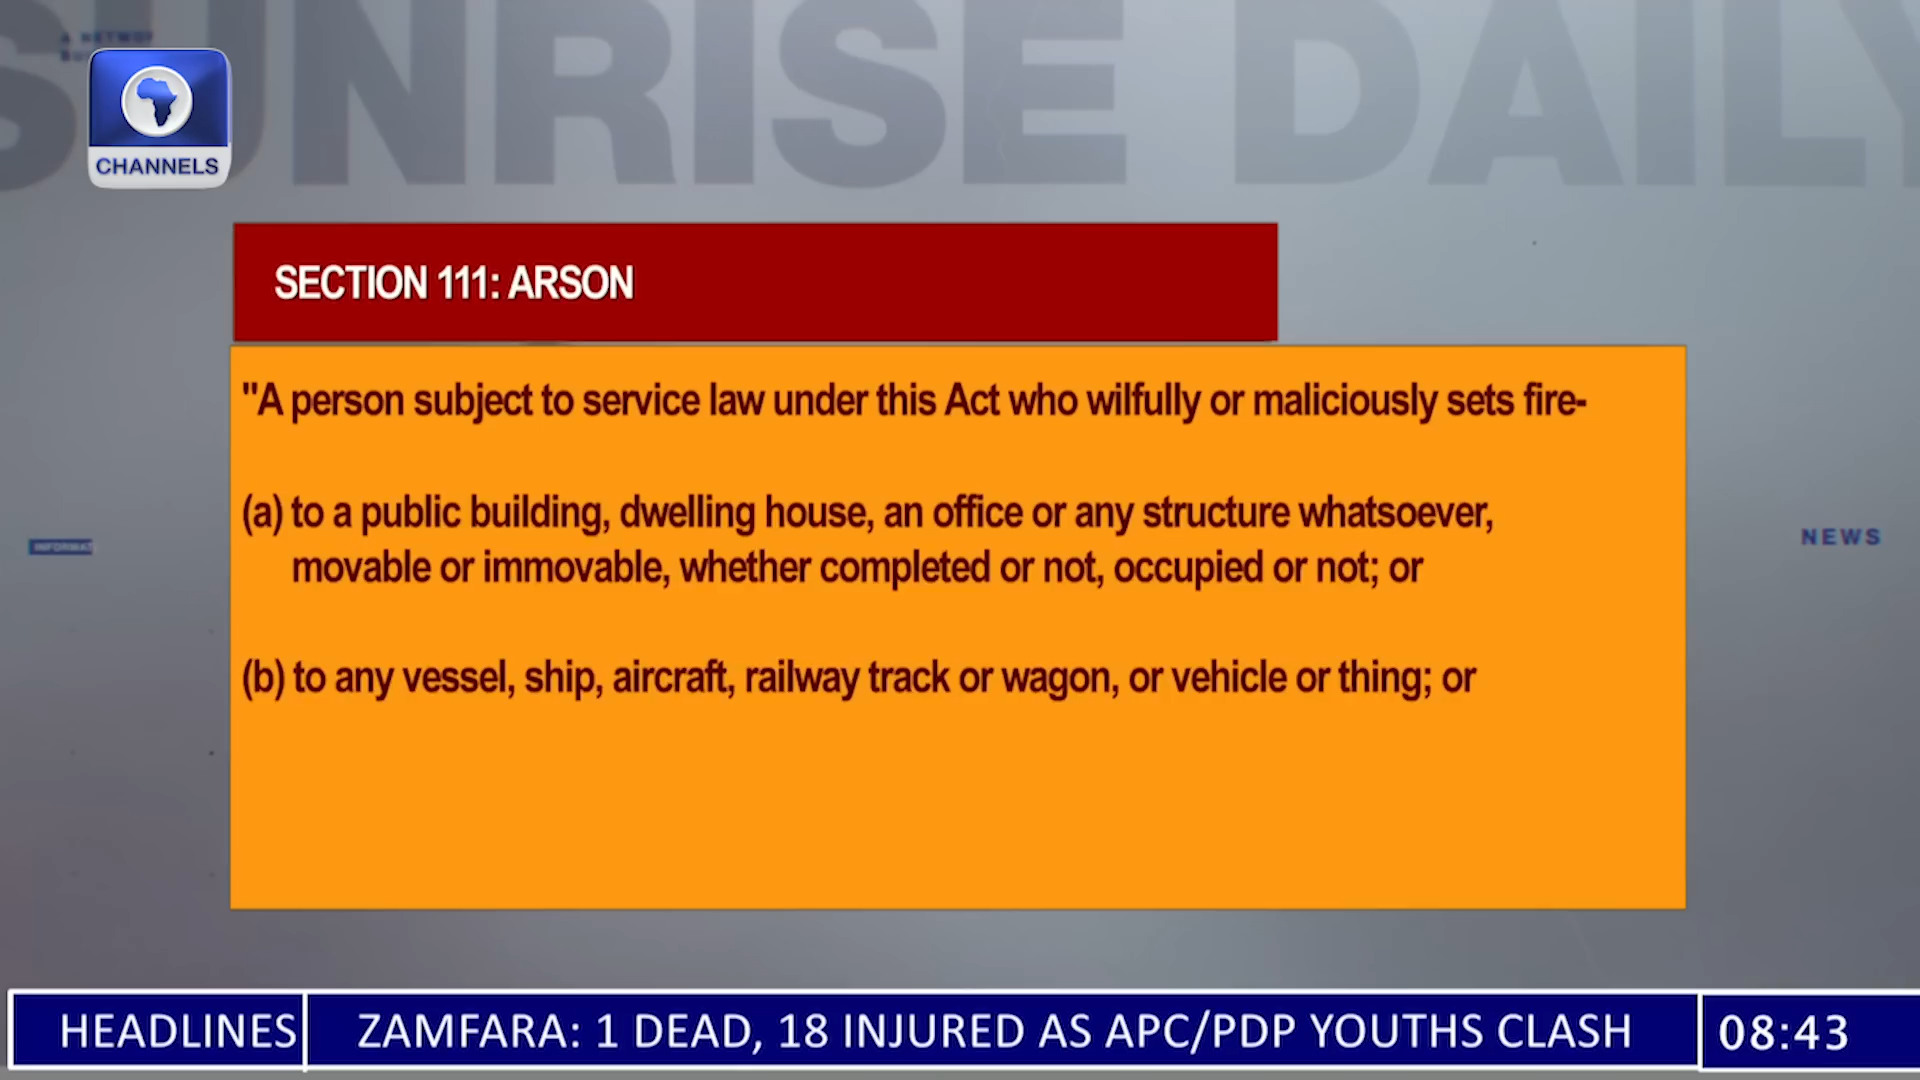 SUNRISE DAILY
CHANNELS
SECTION 111: ARSON
"A person subject to service law under this Act who wilfully or maliciously sets fire-
(a) to a public building, dwelling house, an office or any structure whatsoever,
movable or immovable, whether completed or not, occupied or not; or
(b) to any vessel, ship, aircraft, railway track or wagon, or vehicle or thing; or
NEWS
HEADLINES
ZAMFARA: 1 DEAD, 18 INJURED AS APC/PDP YOUTHS CLASH
08:43